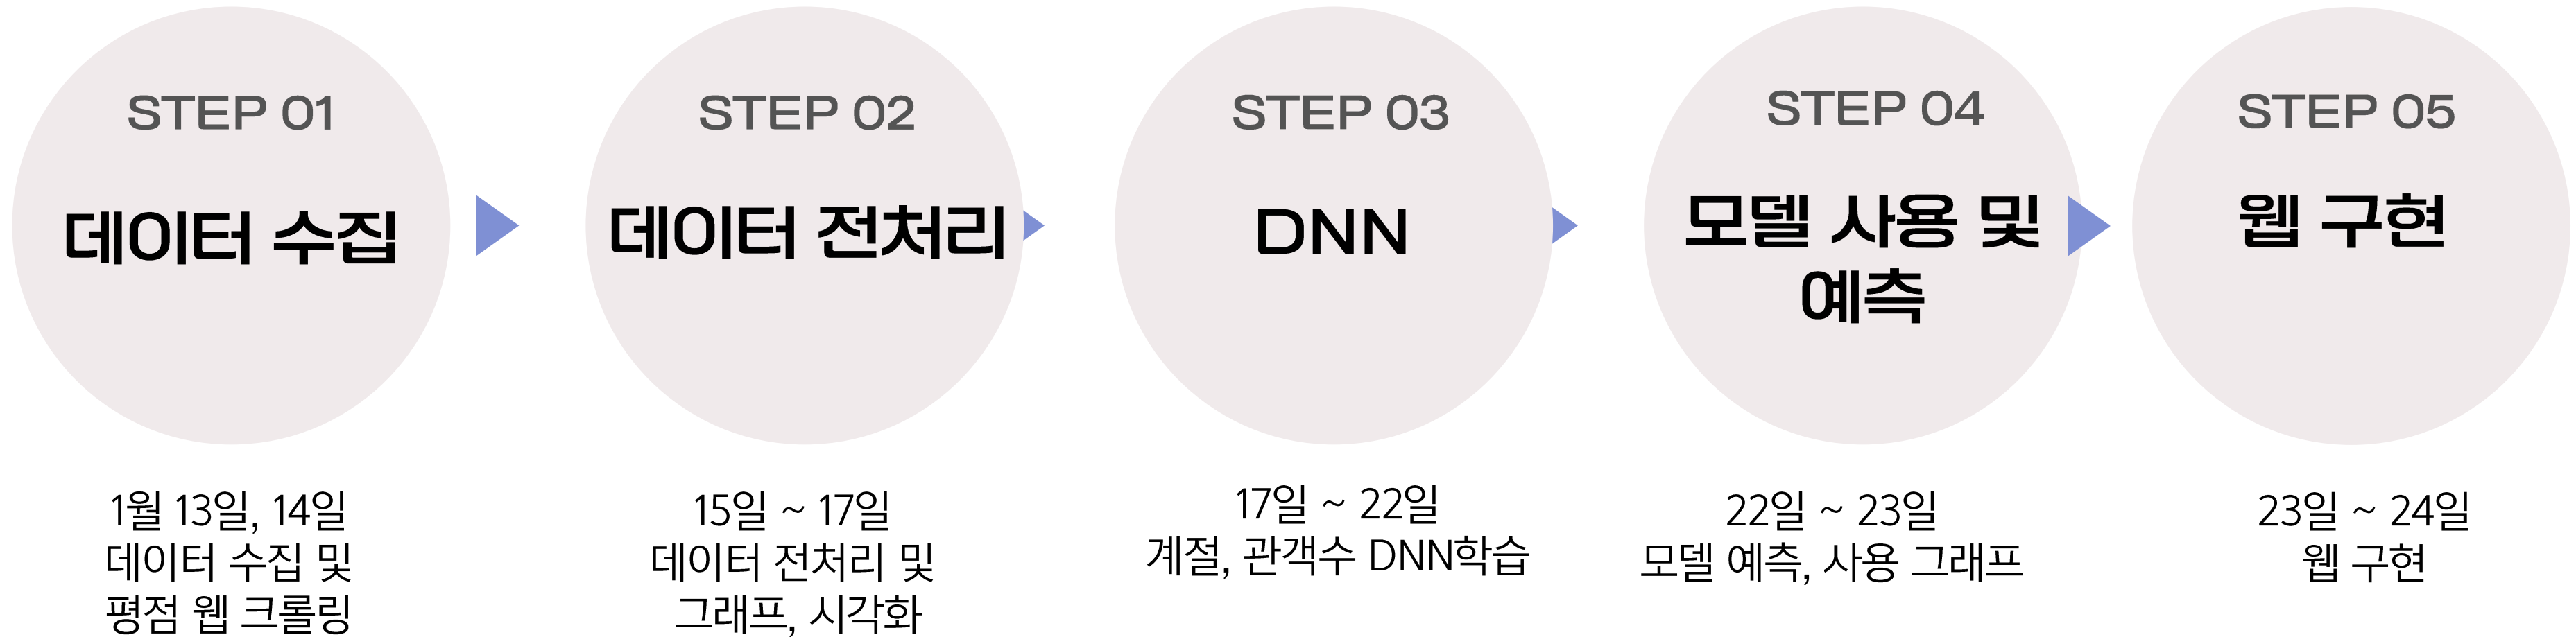 STEP 01
데이터 수집
1월 13일, 14일
데이터 수집 및
평점 웹 크롤링
STEP 02
데이터 전처리
15일 ~ 17일
데이터 전처리 및
그래프, 시각화
STEP 03
DNN
17일 ~ 22일
계절, 관객수 DNN학습
STEP 04
모델 사용 및
예측
22일 ~ 23일
모델 예측, 사용 그래프
STEP 05
웹 구현
23일 ~ 24일
웹 구현